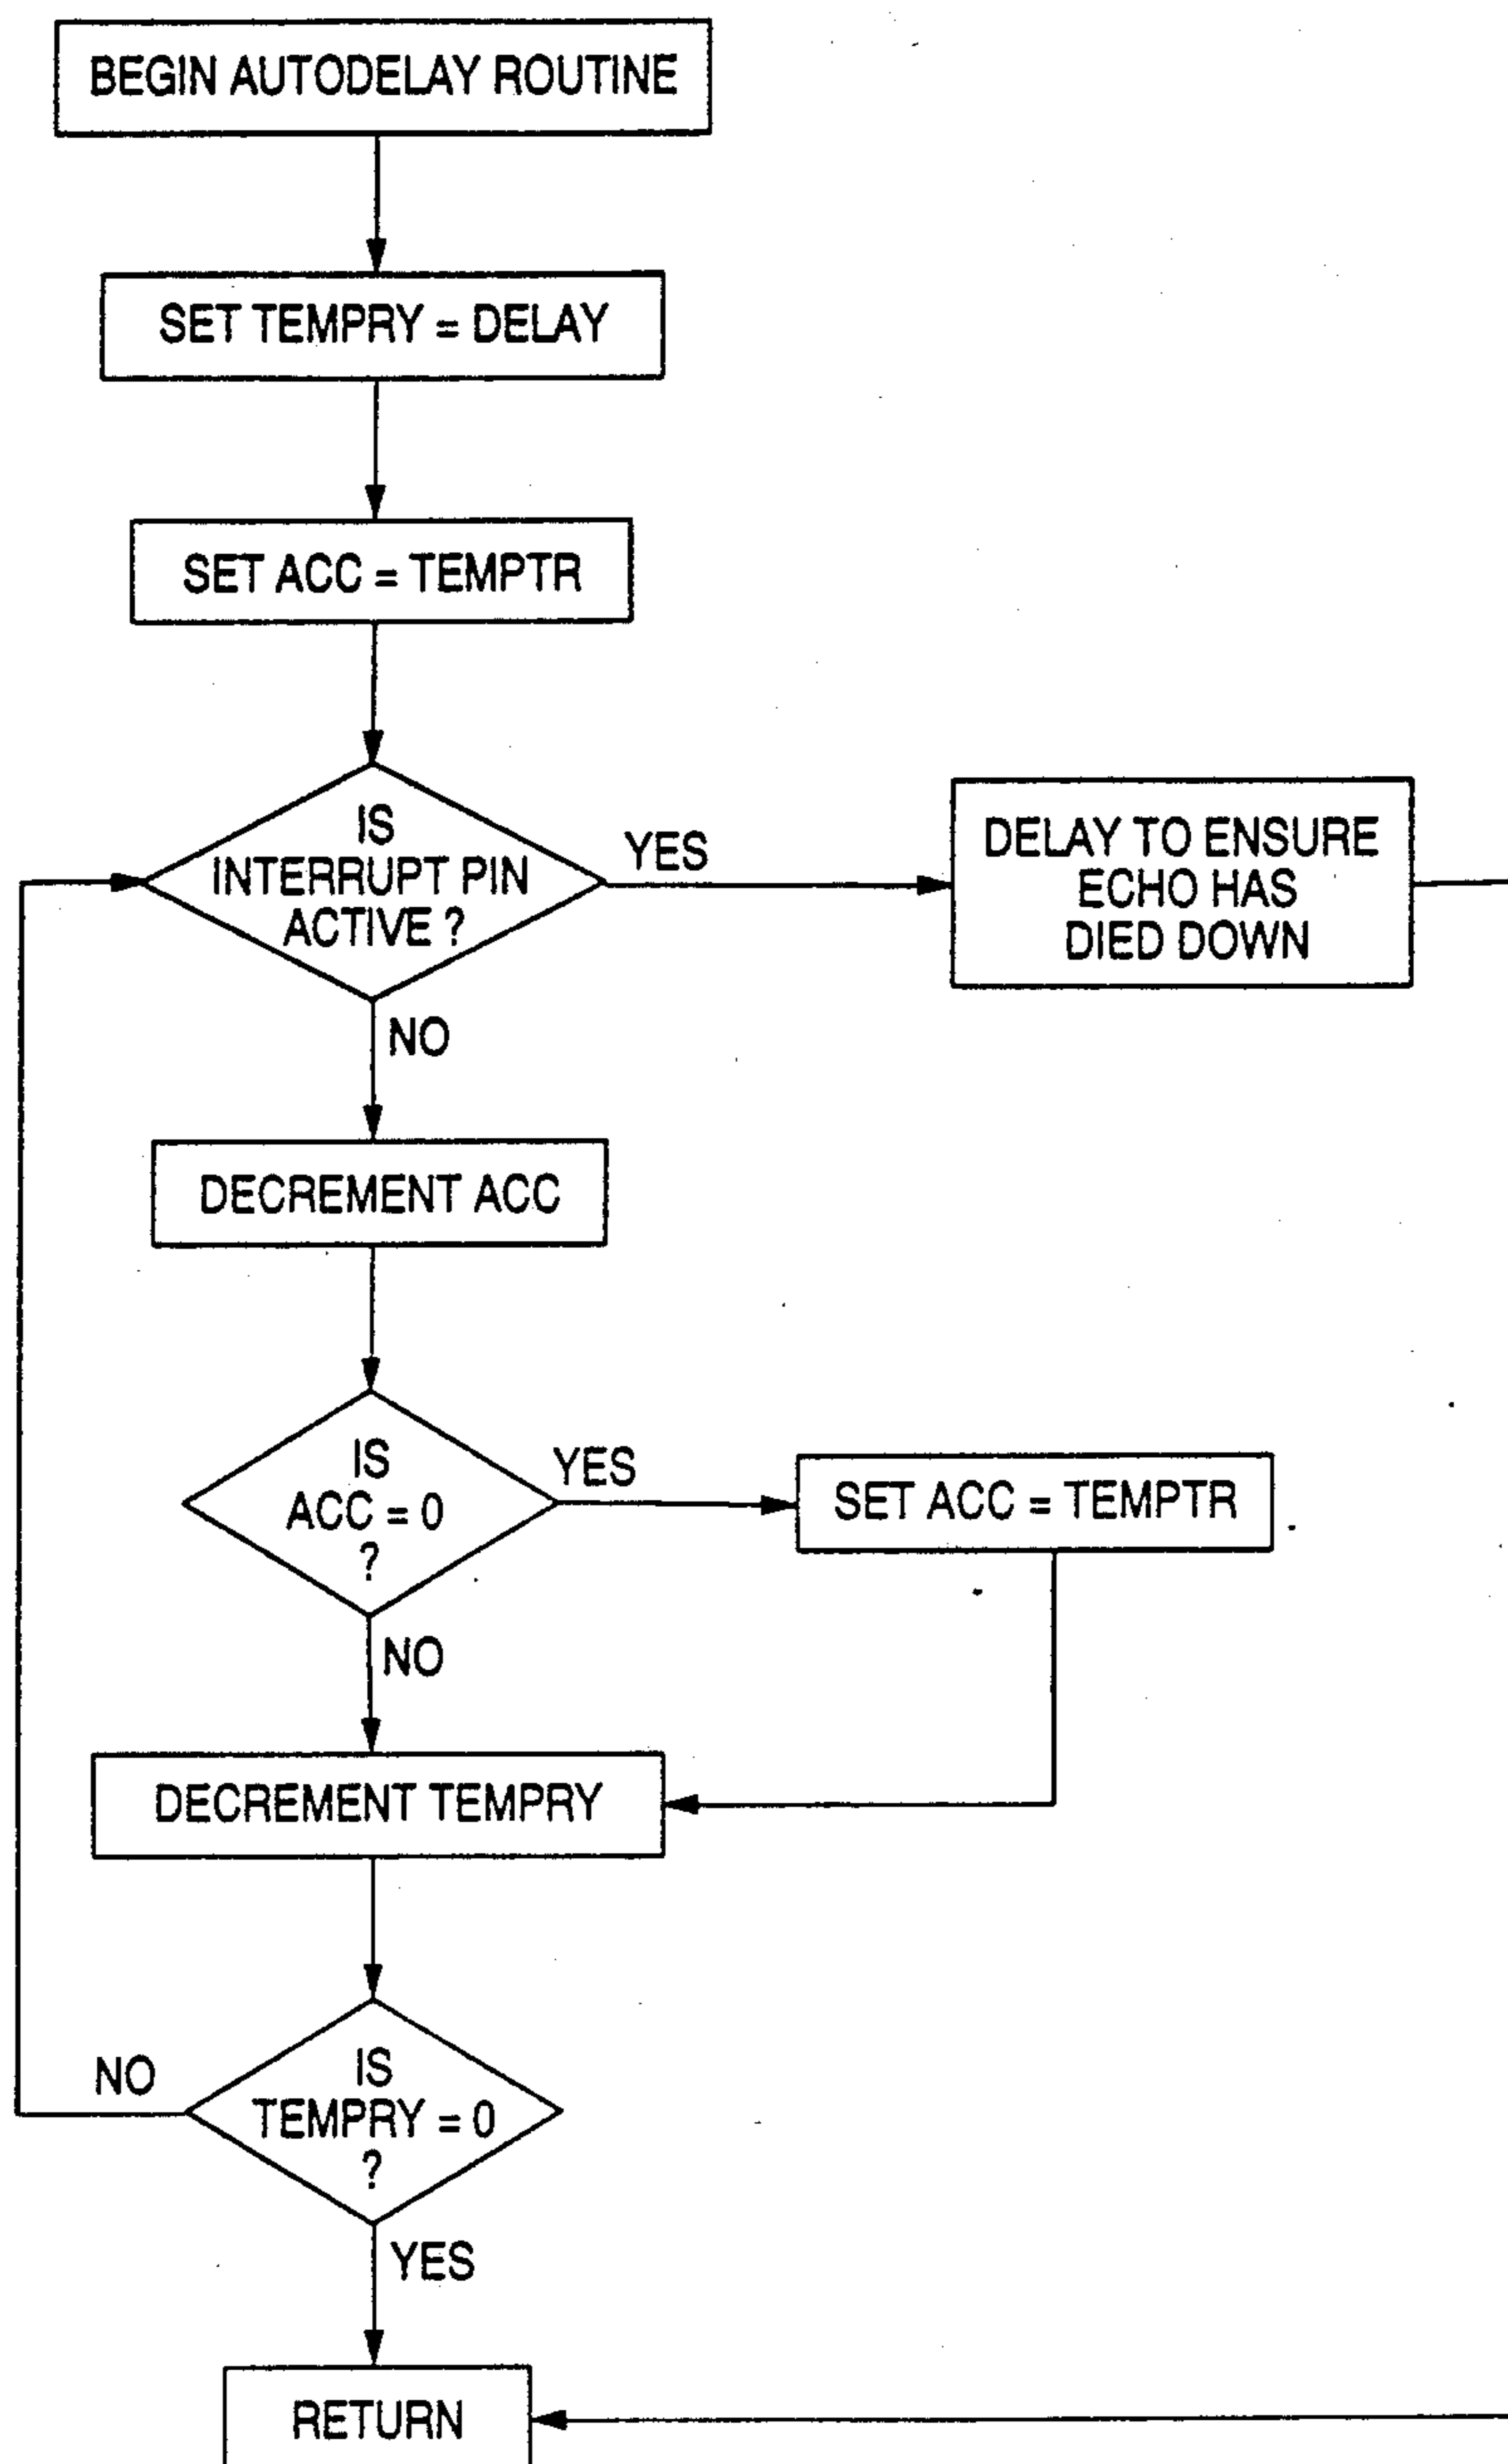 BEGIN AUTODELAY ROUTINE
SET TEMPRY = DELAY
SET ACC = TEMPTR
IS
INTERRUPT PIN
ACTIVE ?
YES
DELAY TO ENSURE
ECHO HAS
DIED DOWN
NO
DECREMENT ACC
IS
ACC = 0
?
YES
SET ACC = TEMPTR
NO
DECREMENT TEMPRY
IS
TEMPRY = 0
?
NO
YES
RETURN